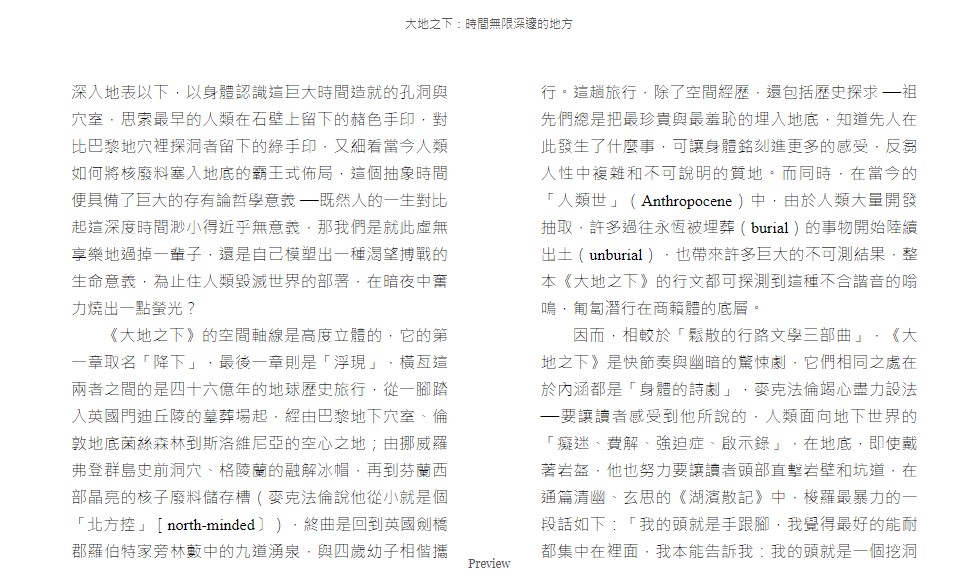 大地之下：時間無限深邃的地方
深入地表以下，以身體認識這巨大時間造就的孔洞與
穴室，思索最早的人類在石壁上留下的赭色手印，對
比巴黎地穴裡探洞者留下的綠手印，又細看當今人類
如何將核廢料塞入地底的霸王式佈局，這個抽象時間
便具備了巨大的存有論哲學意義──既然人的一生對比
起這深度時間渺小得近乎無意義，那我們是就此虛無
享樂地過掉一輩子，還是自己模塑出一種渴望搏戰的
生命意義，為止住人類毀滅世界的部署，在暗夜中奮
力燒出一點螢光？
《大地之下》的空間軸線是高度立體的，它的第
一章取名「降下」，最後一章則是「浮現」，橫亙這
兩者之間的是四十六億年的地球歷史旅行，從一腳踏
入英國門迪丘陵的墓葬場起，經由巴黎地下穴室、倫
敦地底菌絲森林到斯洛維尼亞的空心之地；由挪威羅
弗登群島史前洞穴、格陵蘭的融解冰帽，再到芬蘭西
部晶亮的核子廢料儲存槽（麥克法倫說他從小就是個
「北方控」［north-minded〕），終曲是回到英國劍橋
郡羅伯特家旁林藪中的九道湧泉，與四歲幼子相偕攜
行。這趟旅行，除了空間經歷，還包括歷史探求──祖
先們總是把最珍貴與最羞恥的埋入地底，知道先人在
此發生了什麼事，可讓身體銘刻進更多的感受，反芻
人性中複雜和不可說明的質地。而同時，在當今的
「人類世」（Anthropocene）中，由於人類大量開發
抽取，許多過往永恆被埋葬（burial）的事物開始陸續
出土（unburial），也帶來許多巨大的不可測結果，整
本《大地之下》的行文都可探測到這種不合諧音的嗡
鳴，匍匐潛行在商籟體的底層。
因而，相較於「鬆散的行路文學三部曲」，《大
地之下》是快節奏與幽暗的驚悚劇，它們相同之處在
於內涵都是「身體的詩劇」，麥克法倫竭心盡力設法
──要讓讀者感受到他所說的，人類面向地下世界的
「癡迷、費解、強迫症、啟示錄」，在地底，即使戴
著岩盔，他也努力要讓讀者頭部直擊岩壁和坑道，在
通篇清幽、玄思的《湖濱散記》中，梭羅最暴力的一
段話如下：「我的頭就是手跟腳，我覺得最好的能耐
都集中在裡面，我本能告訴我：我的頭就是一個挖洞
Preview